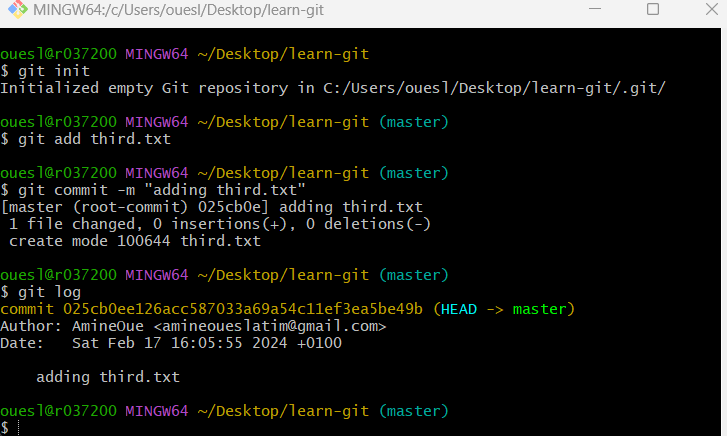 MINGW64:/c/Users/ouesl/Desktop/learn-git
ouesl@r037200 MINGW64 ~/Desktop/learn-git
$ git init
Initialized empty Git repository in C:/Users/ouesl/Desktop/learn-git/.git/
ouesl@r037200 MINGW64 ~/Desktop/learn-git (master)
$ git add third.txt
ouesl@r037200 MINGW64 ~/Desktop/learn-git (master)
$ git commit -m "adding third.txt"
[master (root-commit) 025cb0e] adding third.txt
 1 file changed, 0 insertions(+), 0 deletions(-)
 create mode 100644 third.txt
ouesl@r037200 MINGW64 ~/Desktop/learn-git (master)
$ git log
commit 025cb0ee126acc587033a69a54c11ef3ea5be49b (HEAD -> master)
Author: AmineOue <amineoueslatim@gmail.com>
Date:   Sat Feb 17 16:05:55 2024 +0100
    adding third.txt
ouesl@r037200 MINGW64 ~/Desktop/learn-git (master)
$